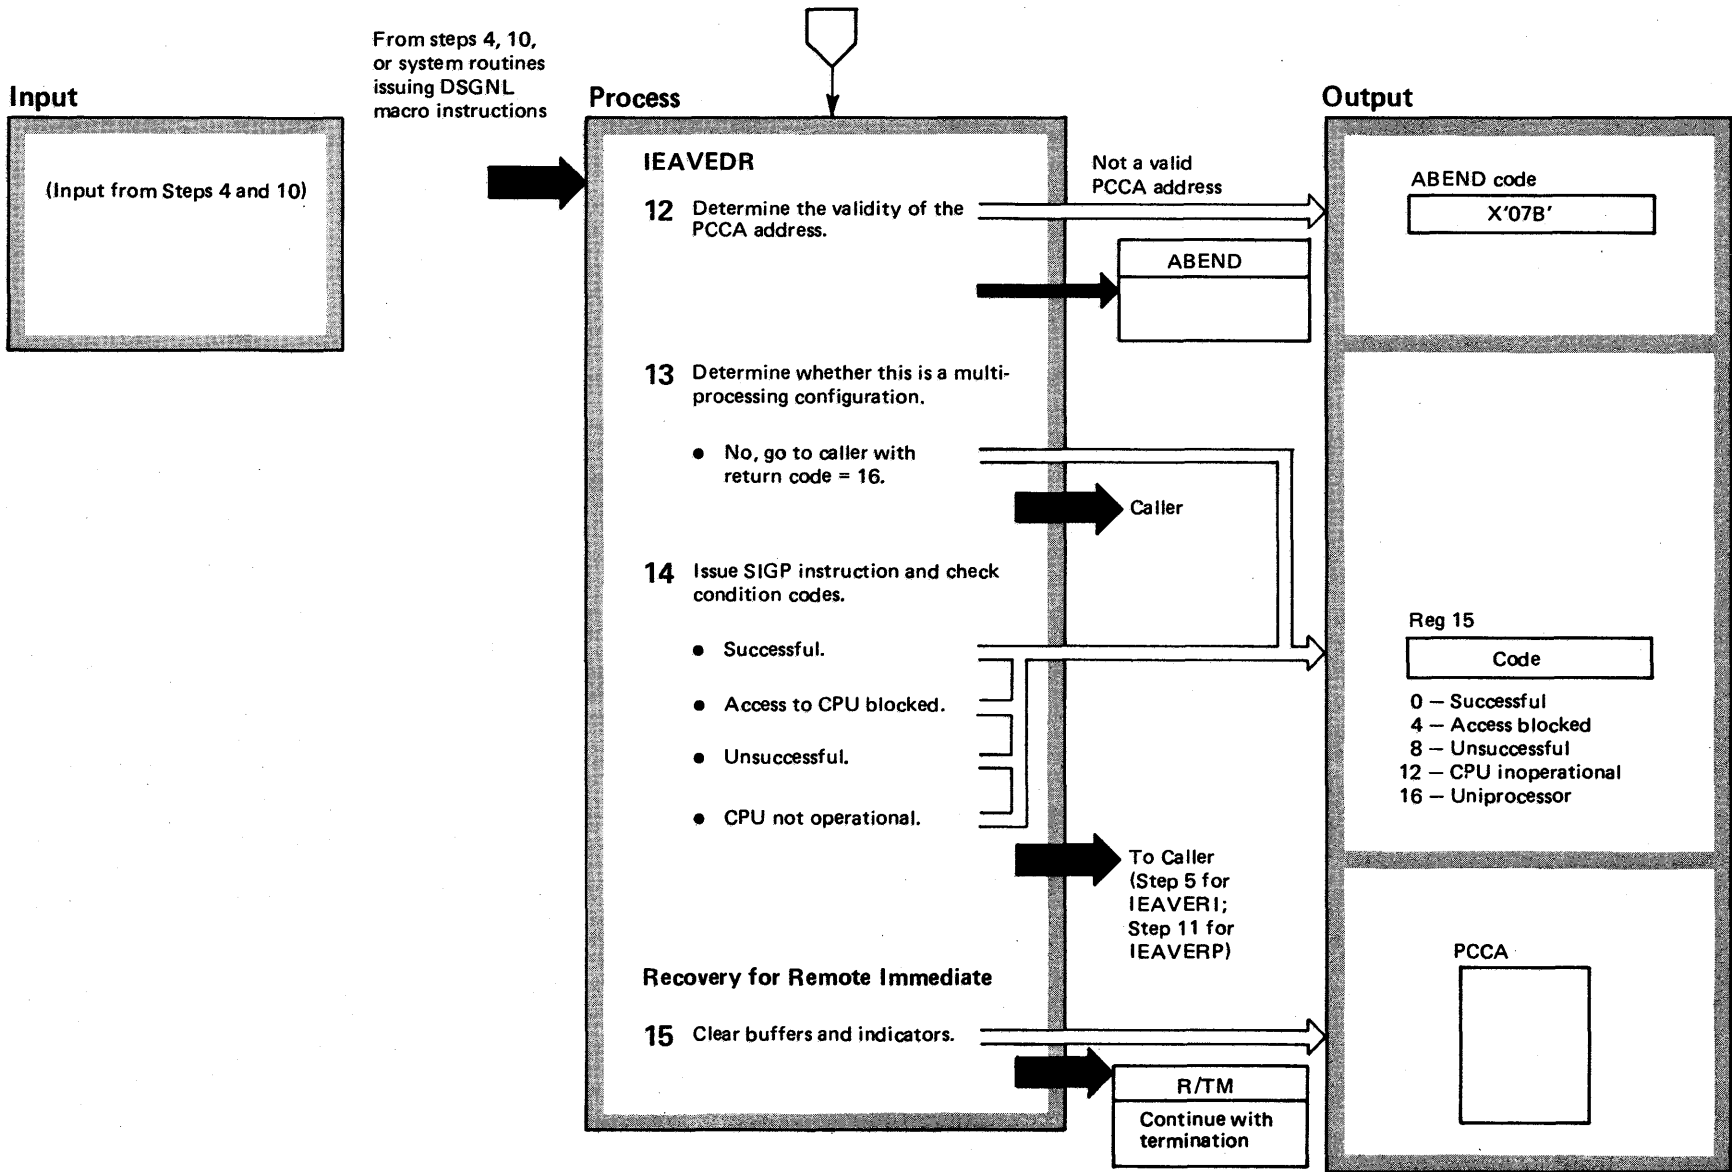 From steps 4, 10,
or system routines
issuing DSGNL
macro instructions
Input
(Input from Steps 4 and 10)
Process
IEAVEDR
12 Determine the validity of the
PCCA address.
Not a valid
PCCA address
ABEND
13 Determine whether this is a multi-
processing configuration.
• No, go to caller with
return code = 16.
Caller
14 Issue SIGP instruction and check
condition codes.
• Successful.
• Access to CPU blocked.
• Unsuccessful.
• CPU not operational.
To Caller
(Step 5 for
IEAVERI;
Step 11 for
IEAVERP)
Recovery for Remote Immediate
15 Clear buffers and indicators.
R/TM
Continue with
termination
Output
ABEND code
X'07B'
Reg 15
Code
0 – Successful
4 – Access blocked
8 – Unsuccessful
12 – CPU inoperational
16 – Uniprocessor
PCCA